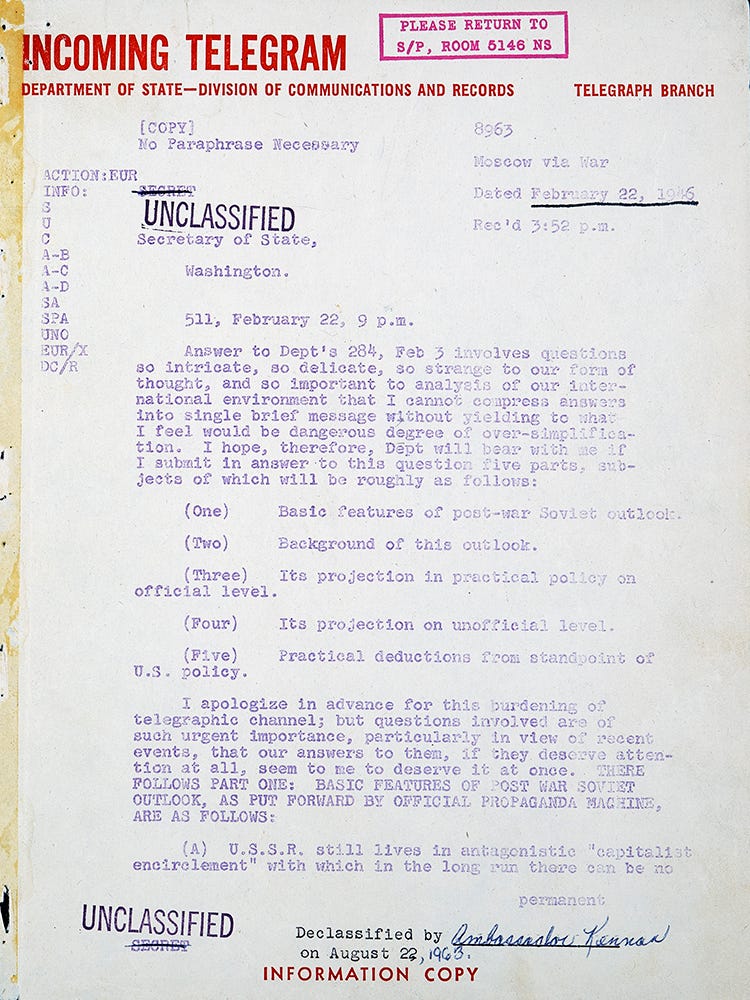 PLEASE RETURN TO
S/P, ROOM 5146 NS
INCOMING TELEGRAM
DEPARTMENT OF STATE—DIVISION OF COMMUNICATIONS AND RECORDS TELEGRAPH BRANCH
[COPY] 8963
No Paraphrase Necessary
Moscow via War
ACTION:EUR
INFO: SECRET Dated February 22, 1946
S
UNCLASSIFIED
U Rec'd 3:52 p.m.
C Secretary of State,
A-B
A-C Washington.
A-D
SA
SPA 511, February 22, 9 p.m.
UNO
EUR/X Answer to Dept's 284, Feb 3 involves questions
DC/R so intricate, so delicate, so strange to our form of
thought, and so important to analysis of our inter-
national environment that I cannot compress answers
into single brief message without yielding to what
I feel would be dangerous degree of over-simplifica-
tion. I hope, therefore, Dept will bear with me if
I submit in answer to this question five parts, sub-
jects of which will be roughly as follows:
(One) Basic features of post-war Soviet outlook.
(Two) Background of this outlook.
(Three) Its projection in practical policy on
official level.
(Four) Its projection on unofficial level.
(Five) Practical deductions from standpoint of
U.S. policy.
I apologize in advance for this burdening of
telegraphic channel; but questions involved are of
such urgent importance, particularly in view of recent
events, that our answers to them, if they deserve atten-
tion at all, seem to me to deserve it at once. THERE
FOLLOWS PART ONE: BASIC FEATURES OF POST WAR SOVIET
OUTLOOK, AS PUT FORWARD BY OFFICIAL PROPAGANDA MACHINE,
ARE AS FOLLOWS:
(A) U.S.S.R. still lives in antagonistic "capitalist
encirclement" with which in the long run there can be no
permanent
UNCLASSIFIED
SECRET
Declassified by Ambassador Kennan
on August 22, 1963.
INFORMATION COPY